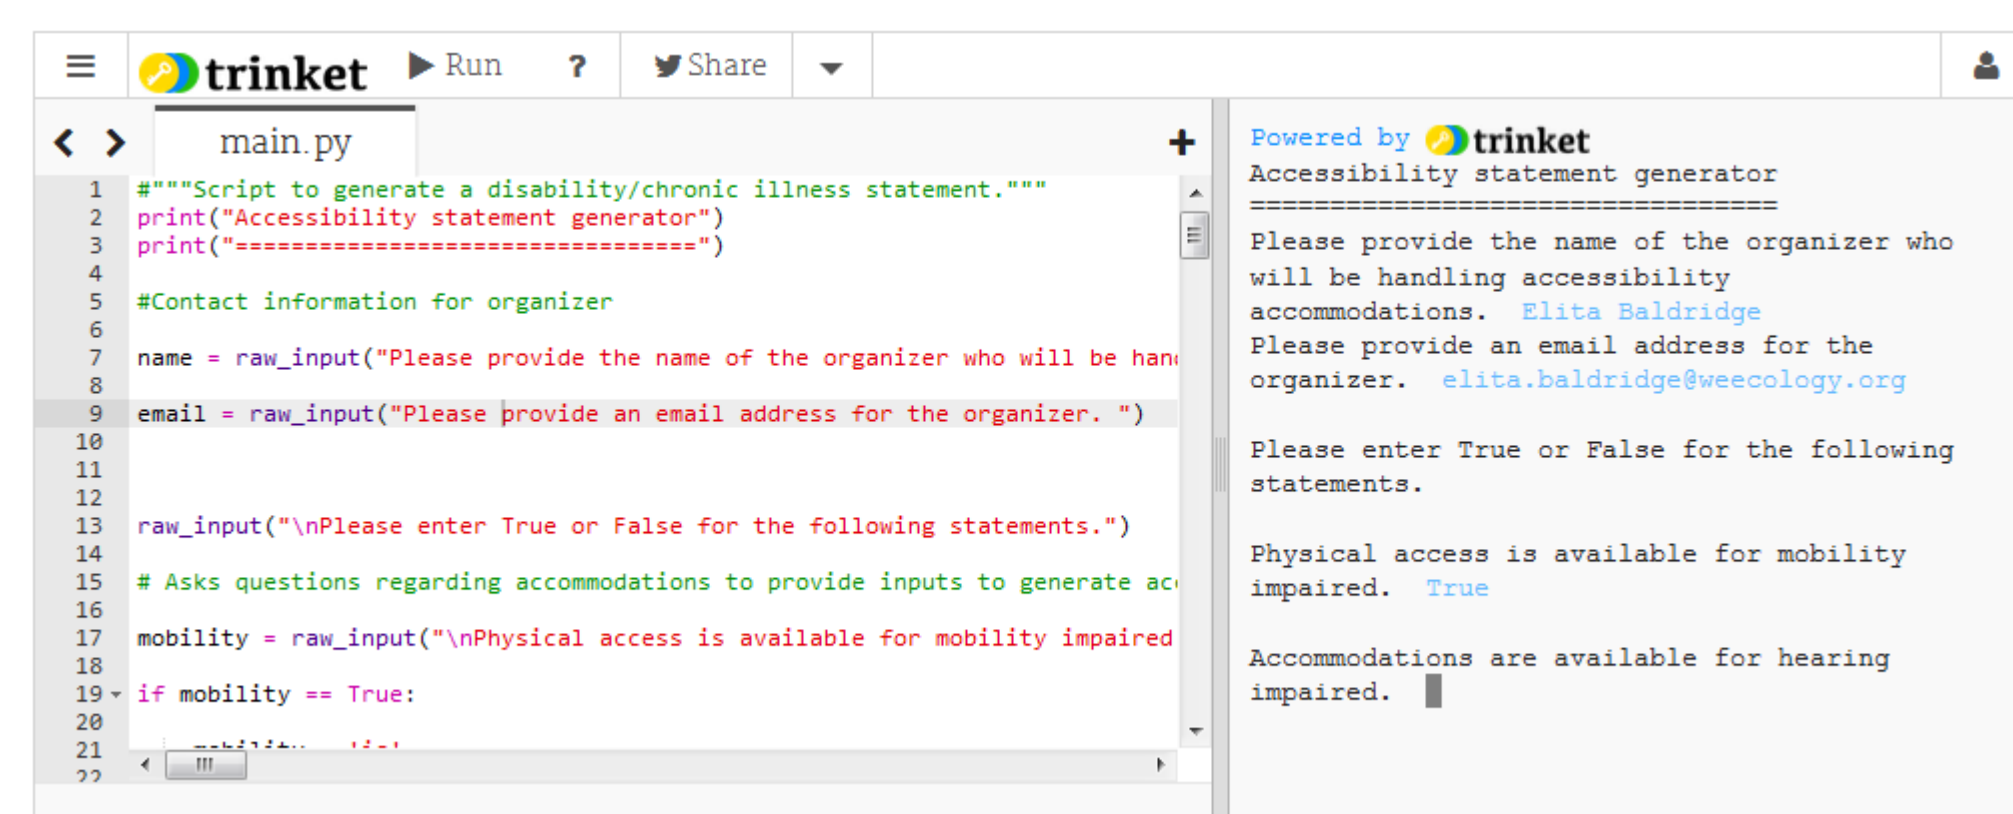 trinket Run ? Share
main.py
1 #"""Script to generate a disability/chronic illness statement."""
2 print("Accessibility statement generator")
3 print("=================================")
4
5 #Contact information for organizer
6
7 name = raw_input("Please provide the name of the organizer who will be han
8
9 email = raw_input("Please provide an email address for the organizer. ")
10
11
12
13 raw_input("\nPlease enter True or False for the following statements.")
14
15 # Asks questions regarding accommodations to provide inputs to generate ac
16
17 mobility = raw_input("\nPhysical access is available for mobility impaired
18
19 if mobility == True:
20
21
22
Powered by trinket
Accessibility statement generator
=================================
Please provide the name of the organizer who
will be handling accessibility
accommodations. Elita Baldridge
Please provide an email address for the
organizer. elita.baldridge@weecology.org
Please enter True or False for the following
statements.
Physical access is available for mobility
impaired. True
Accommodations are available for hearing
impaired.